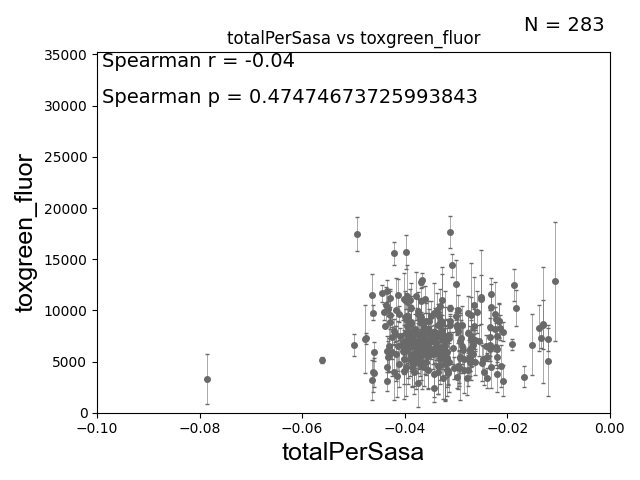 N = 283
totalPerSasa vs toxgreen_fluor
Spearman r = -0.04
Spearman p = 0.47474673725993843
toxgreen_fluor
35000
30000
25000
20000
15000
10000
5000
0
−0.10 −0.08 −0.06 −0.04 −0.02 0.00
totalPerSasa